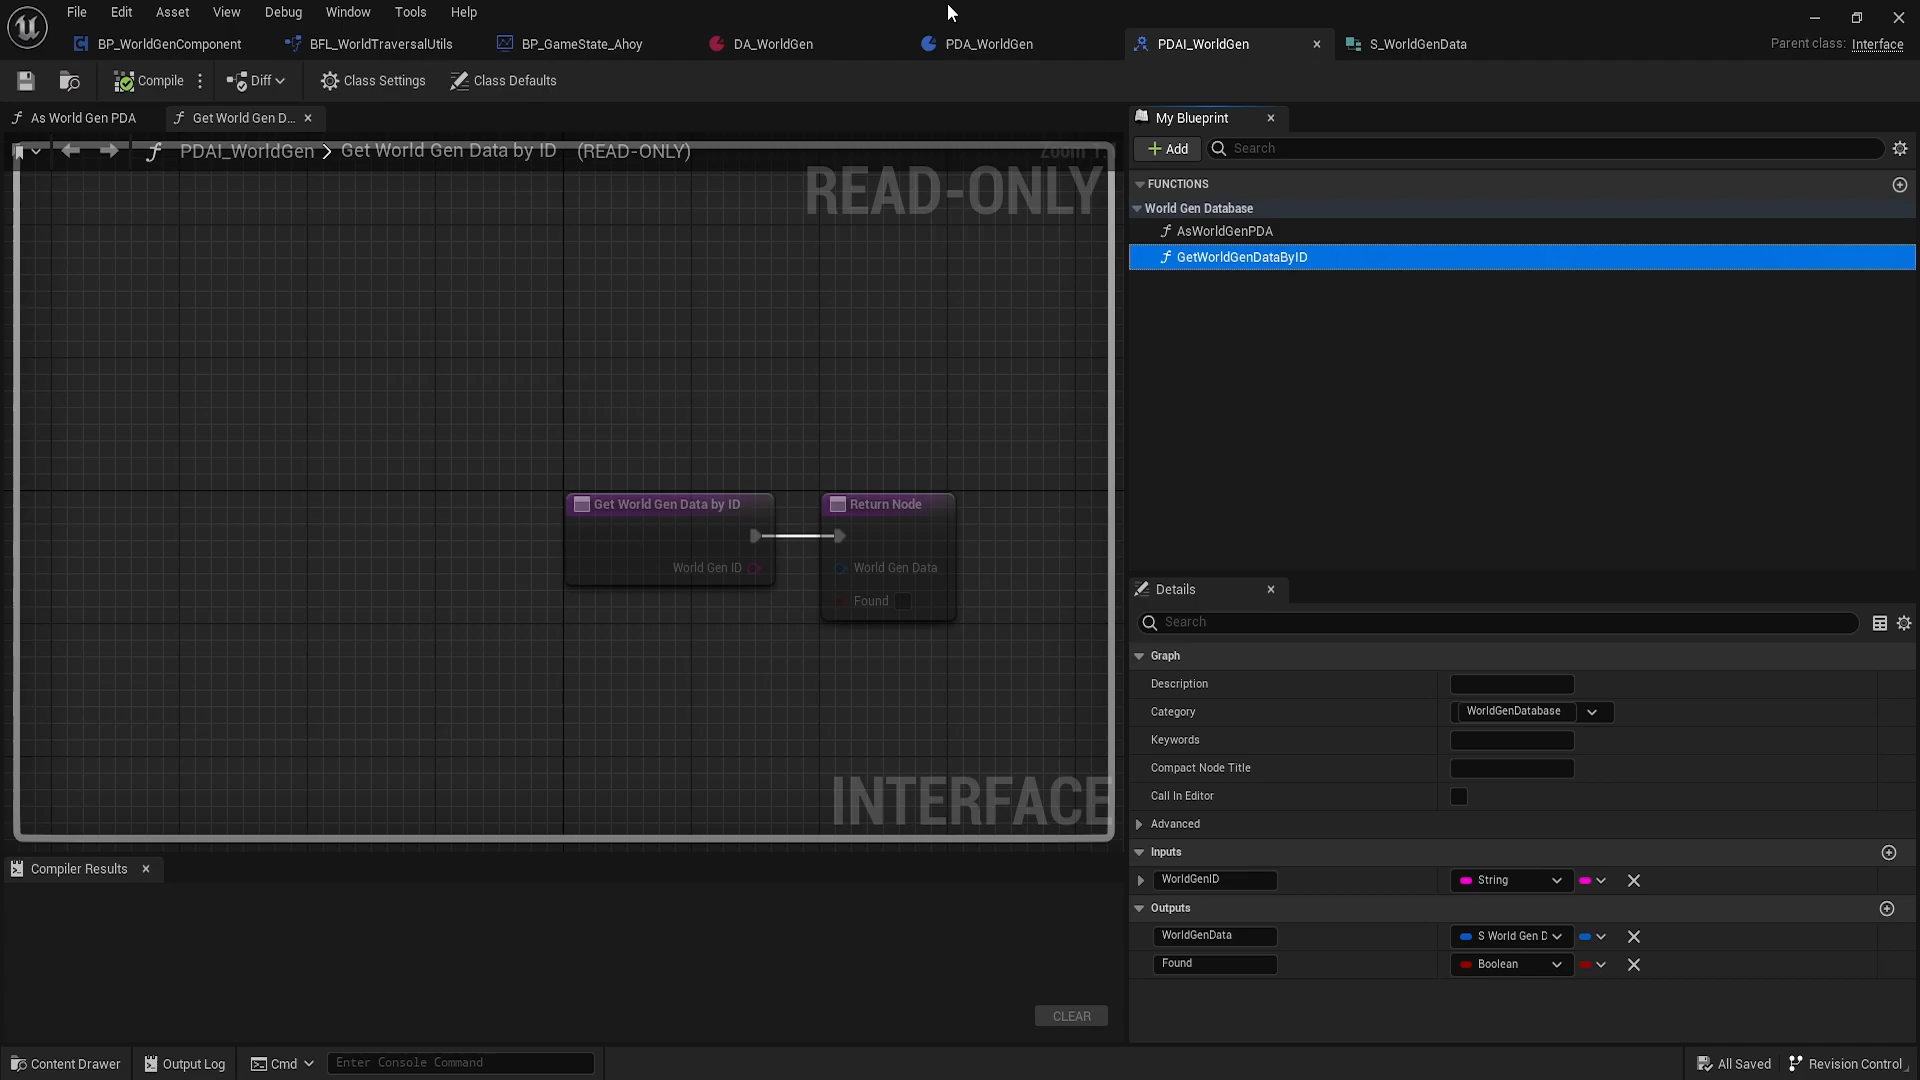 File Edit Asset View Debug Window Tools Help
BP_WorldGenComponent BFL_WorldTraversalUtils BP_GameState_Ahoy DA_WorldGen PDA_WorldGen PDAI_WorldGen S_WorldGenData Parent class: Interface
Compile Diff Class Settings Class Defaults
As World Gen PDA Get World Gen D...
PDAI_WorldGen > Get World Gen Data by ID (READ-ONLY)
READ-ONLY
Get World Gen Data by ID Return Node
World Gen ID World Gen Data
Found
INTERFACE
Compiler Results
CLEAR
My Blueprint
+ Add Search
FUNCTIONS
World Gen Database
AsWorldGenPDA
GetWorldGenDataByID
Details
Search
Graph
Description
Category WorldGenDatabase
Keywords
Compact Node Title
Call In Editor
Advanced
Inputs
WorldGenID String
Outputs
WorldGenData S World Gen D
Found Boolean
Content Drawer Output Log Cmd Enter Console Command All Saved Revision Control